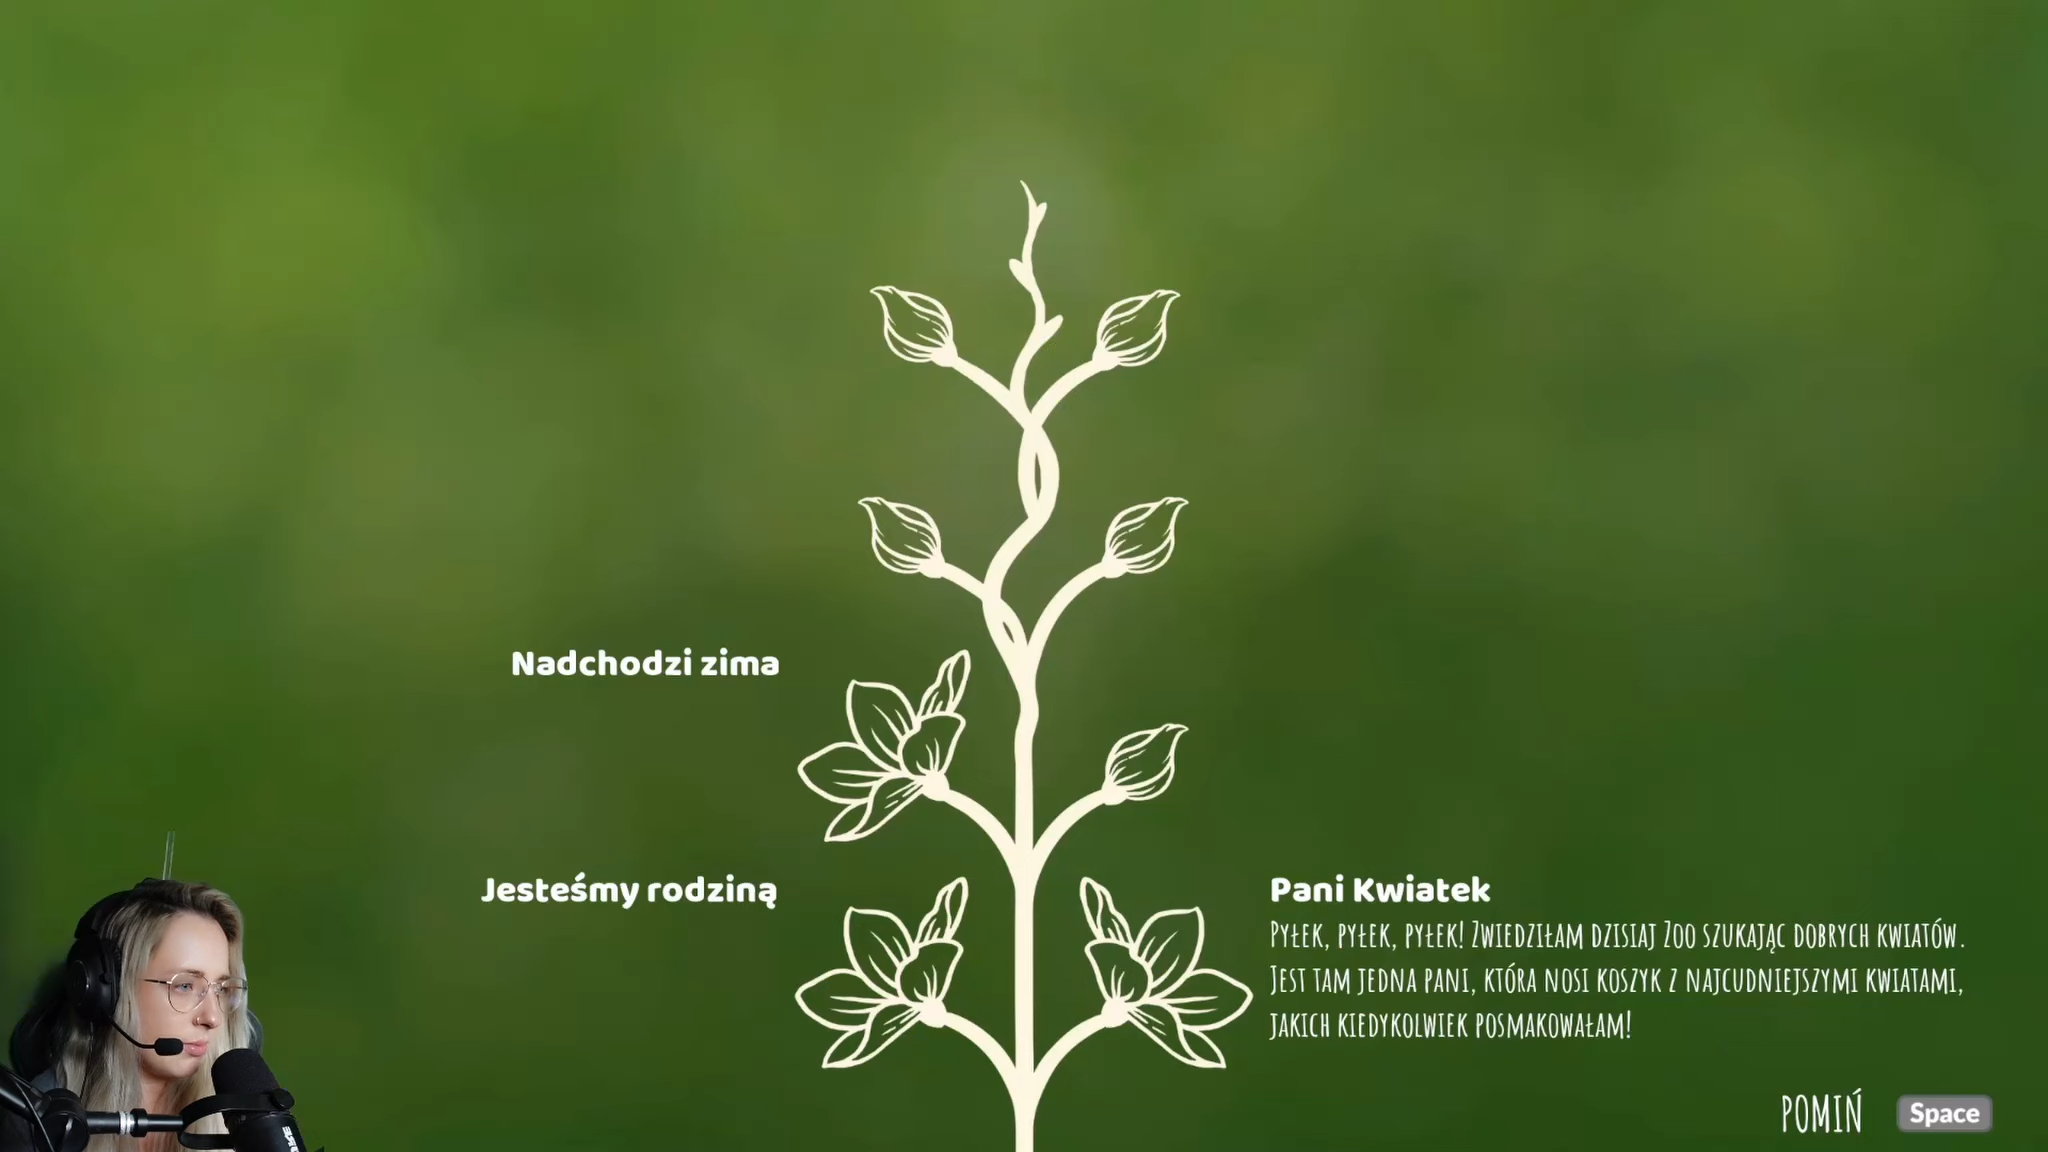 Nadchodzi zima
Jesteśmy rodziną
Pani Kwiatek
Pyłek, pyłek, pyłek! Zwiedziłam dzisiaj Zoo szukając dobrych kwiatów.
Jest tam jedna pani, która nosi koszyk z najcudniejszymi kwiatami,
jakich kiedykolwiek posmakowałam!
POMIŃ Space